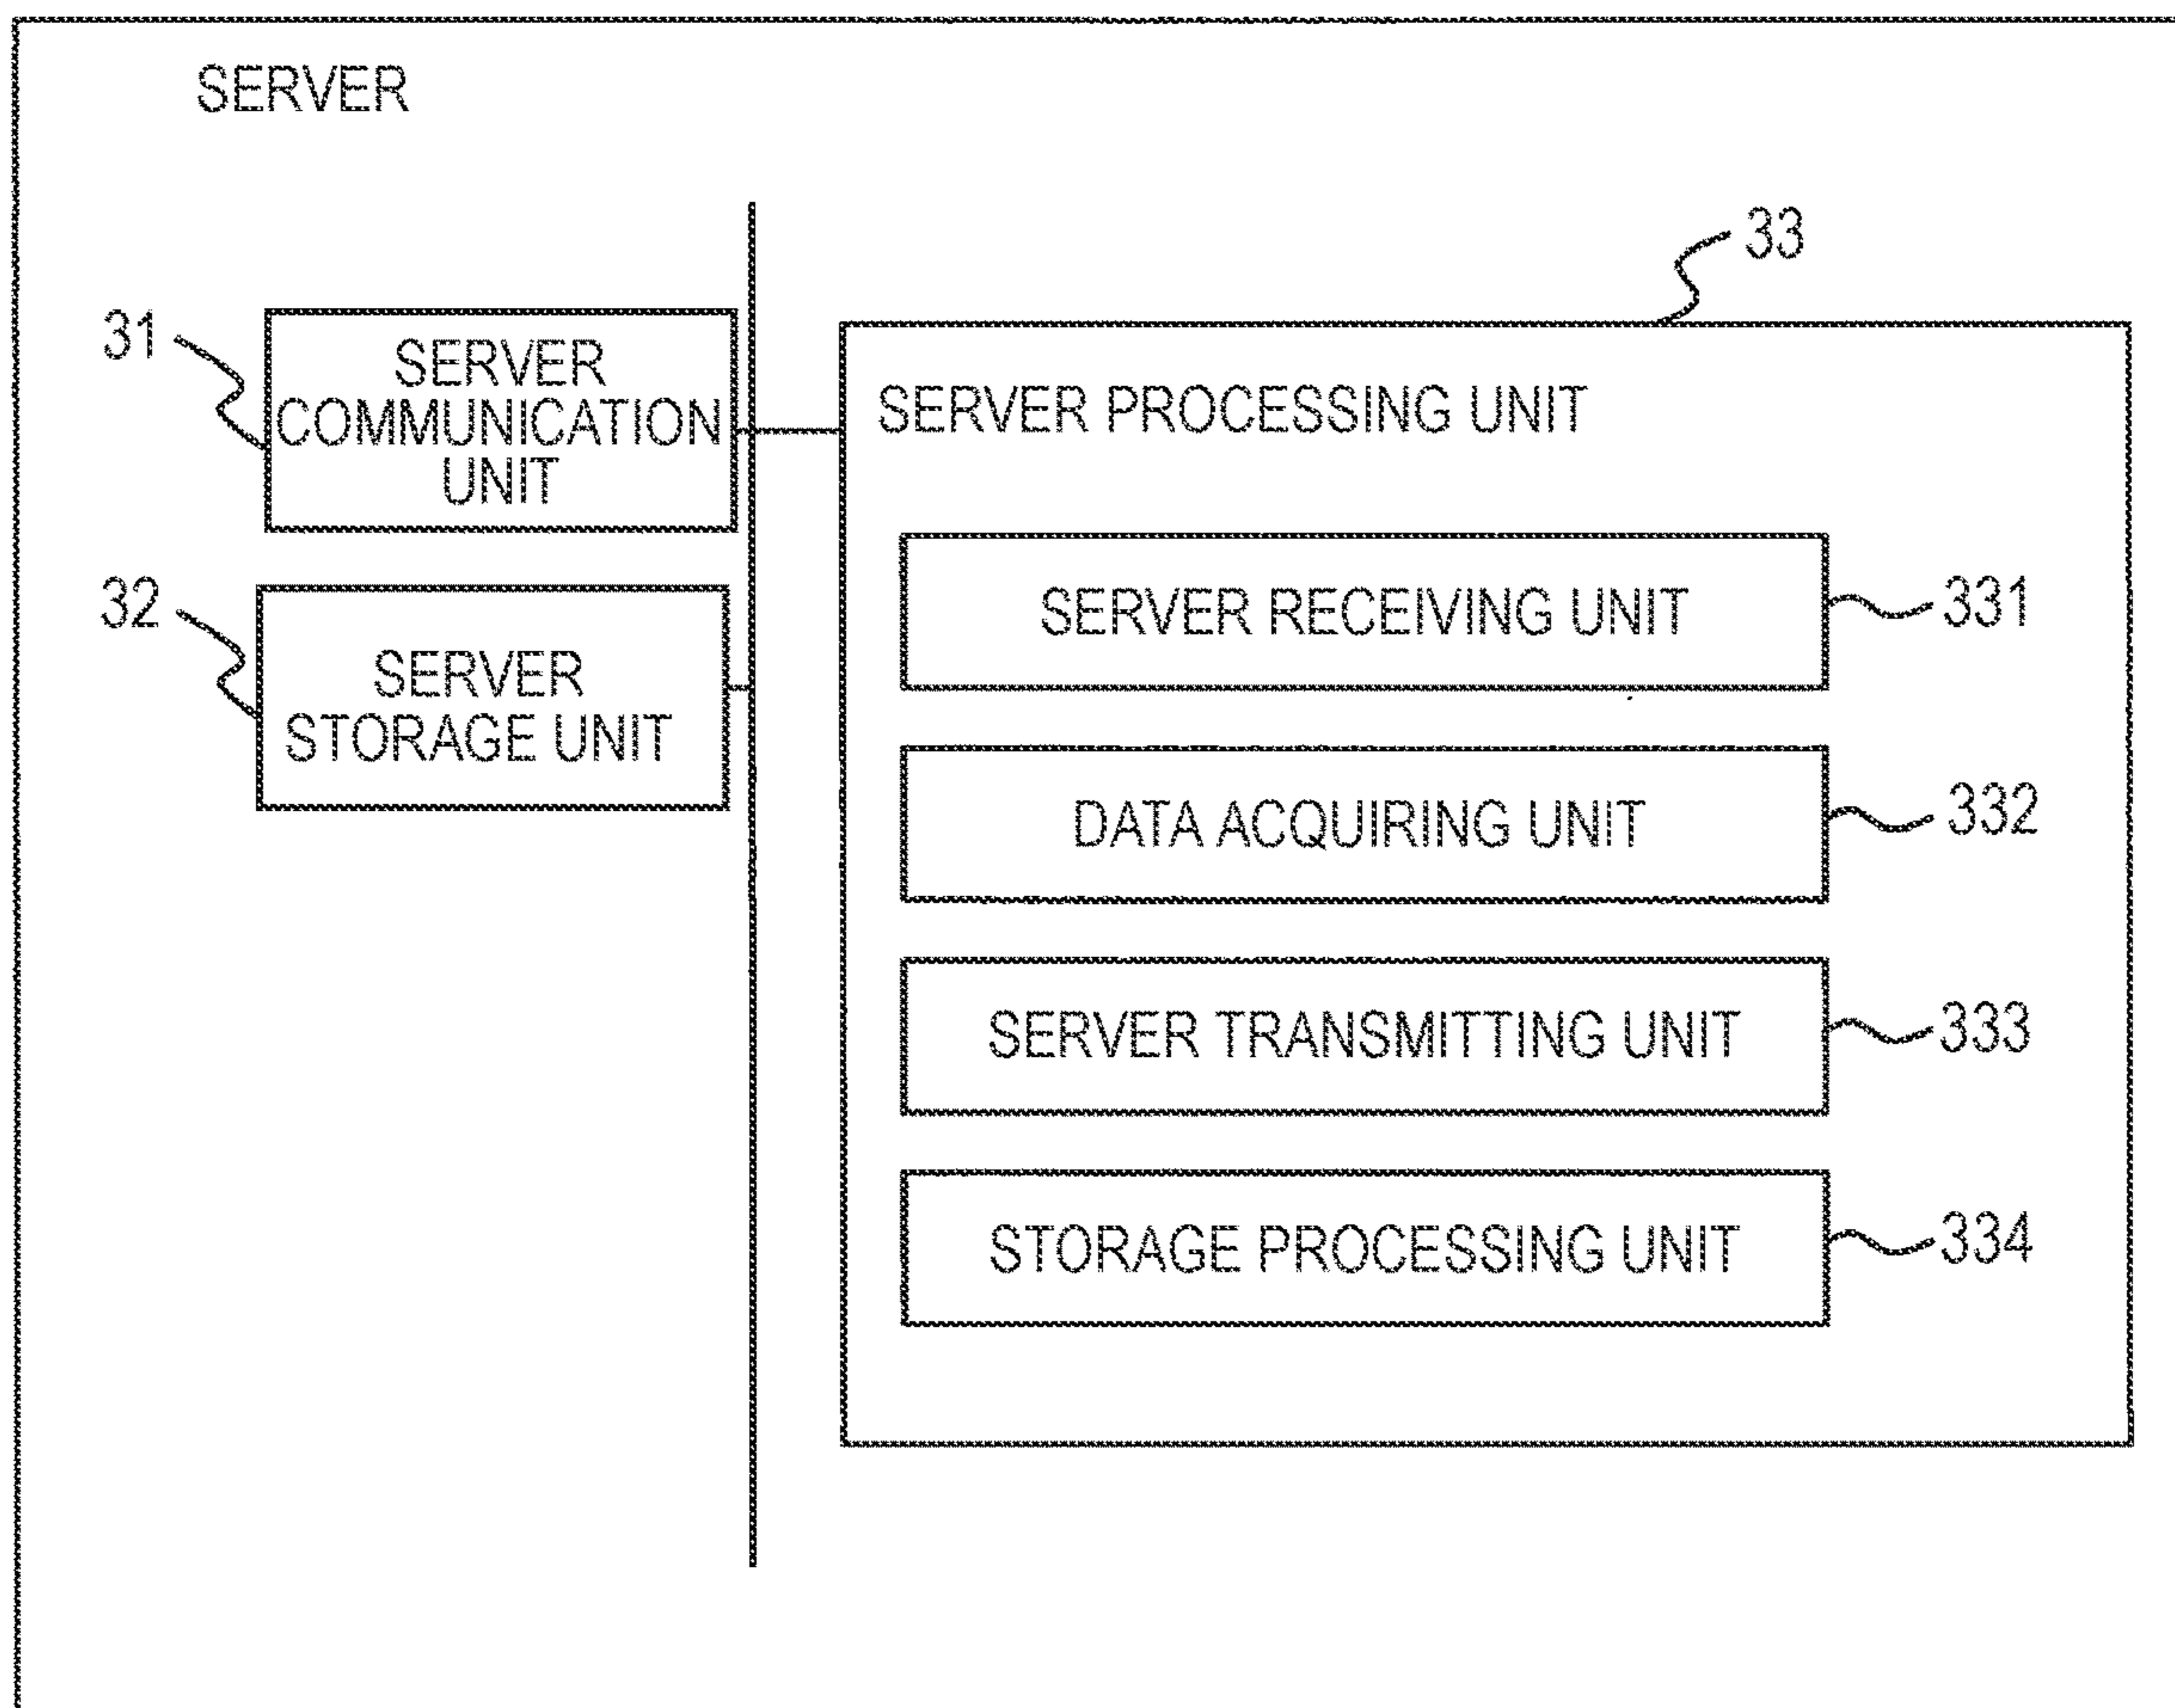 SERVER
33
31
SERVER
COMMUNICATION
UNIT
SERVER PROCESSING UNIT
32
SERVER
STORAGE UNIT
SERVER RECEIVING UNIT
331
DATA ACQUIRING UNIT
332
SERVER TRANSMITTING UNIT
333
STORAGE PROCESSING UNIT
334